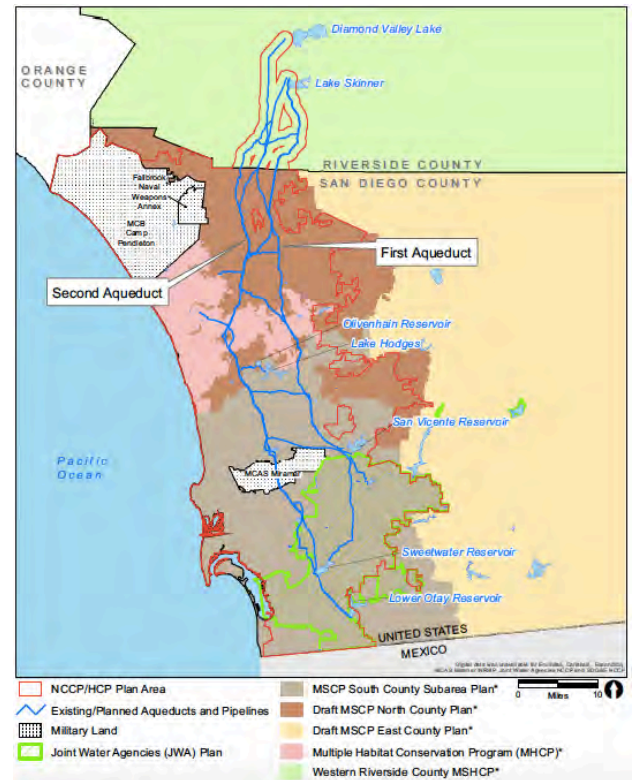 Diamond Valley Lake
ORANGE
COUNTY
Lake Skinner
RIVERSIDE COUNTY
SAN DIEGO COUNTY
Fallbrook
Naval
Weapons
Annex
MCB
Camp
Pendleton
First Aqueduct
Second Aqueduct
Olivenhain Reservoir
Lake Hodges
San Vicente Reservoir
Pacific
Ocean
MCAS Miramar
Sweetwater Reservoir
Lower Otay Reservoir
UNITED STATES
MEXICO
NCCP/HCP Plan Area
Existing/Planned Aqueducts and Pipelines
Military Land
Joint Water Agencies (JWA) Plan
MSCP South County Subarea Plan*
Draft MSCP North County Plan*
Draft MSCP East County Plan*
Multiple Habitat Conservation Program (MHCP)*
Western Riverside County MSHCP*
0 10
Miles